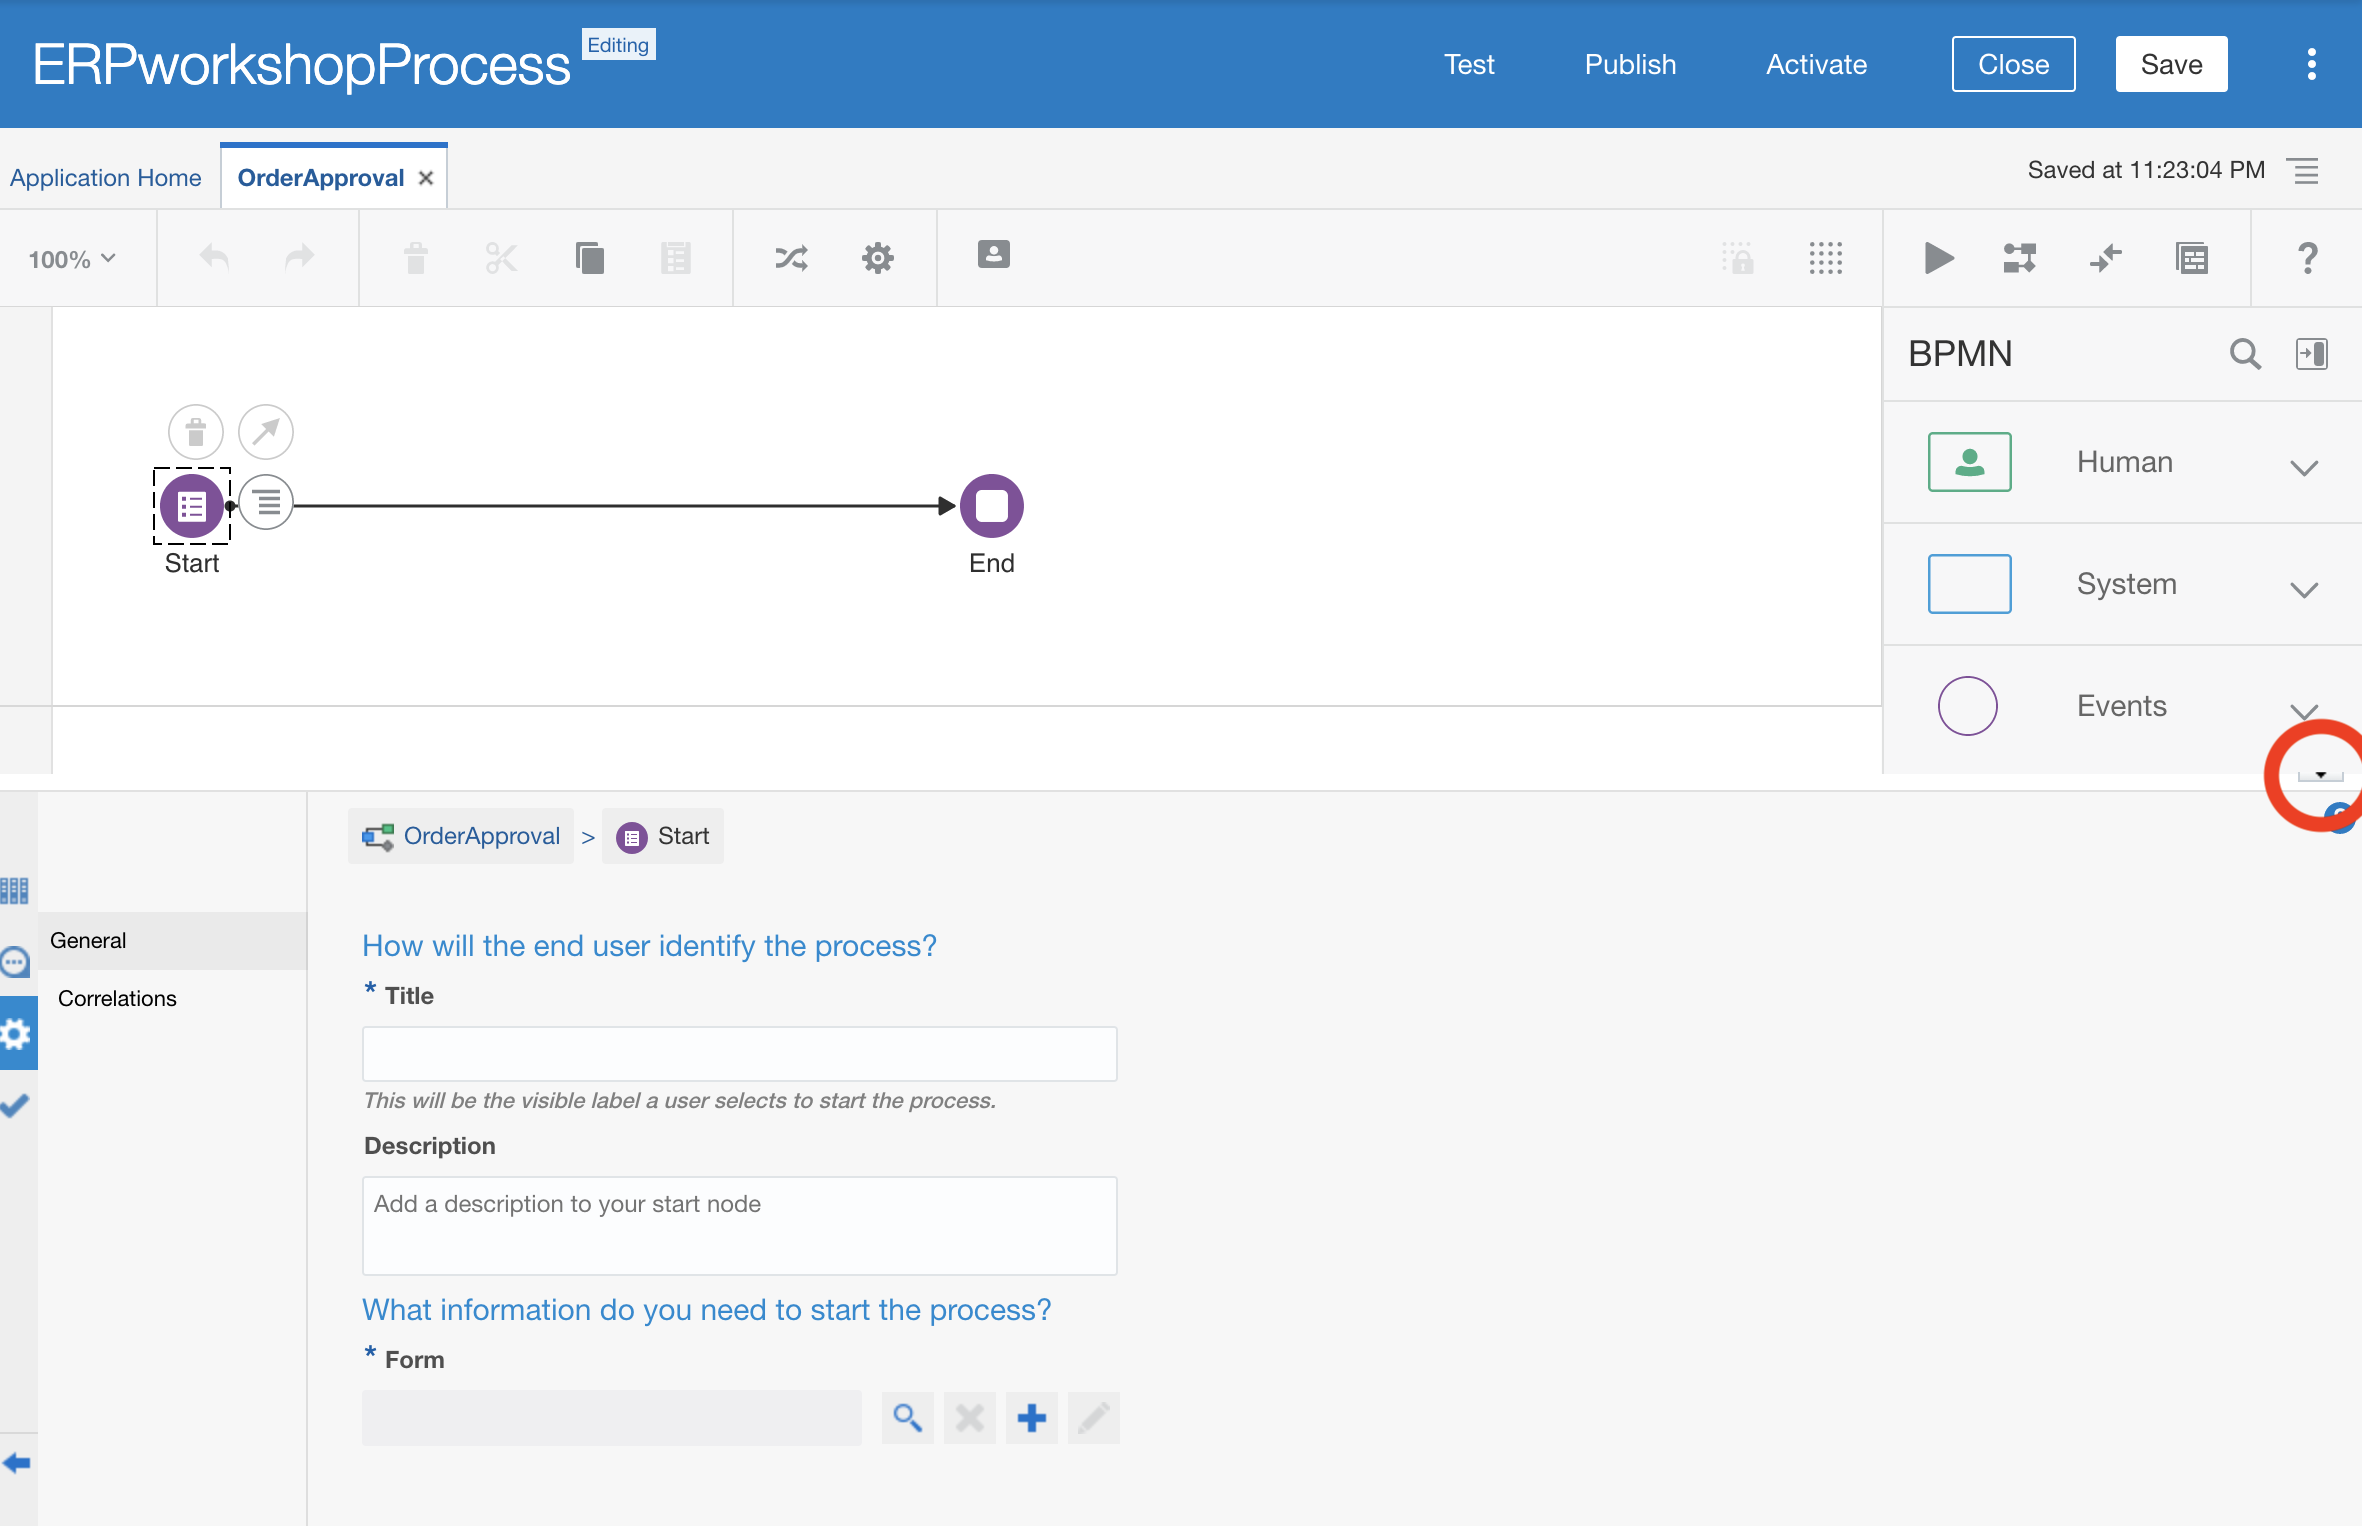 ERPworkshopProcess Editing
Test Publish Activate Close Save
Application Home OrderApproval
Saved at 11:23:04 PM
100%
?
BPMN
Human
System
Events
Start
End
OrderApproval > Start
General
Correlations
How will the end user identify the process?
* Title
This will be the visible label a user selects to start the process.
Description
Add a description to your start node
What information do you need to start the process?
* Form